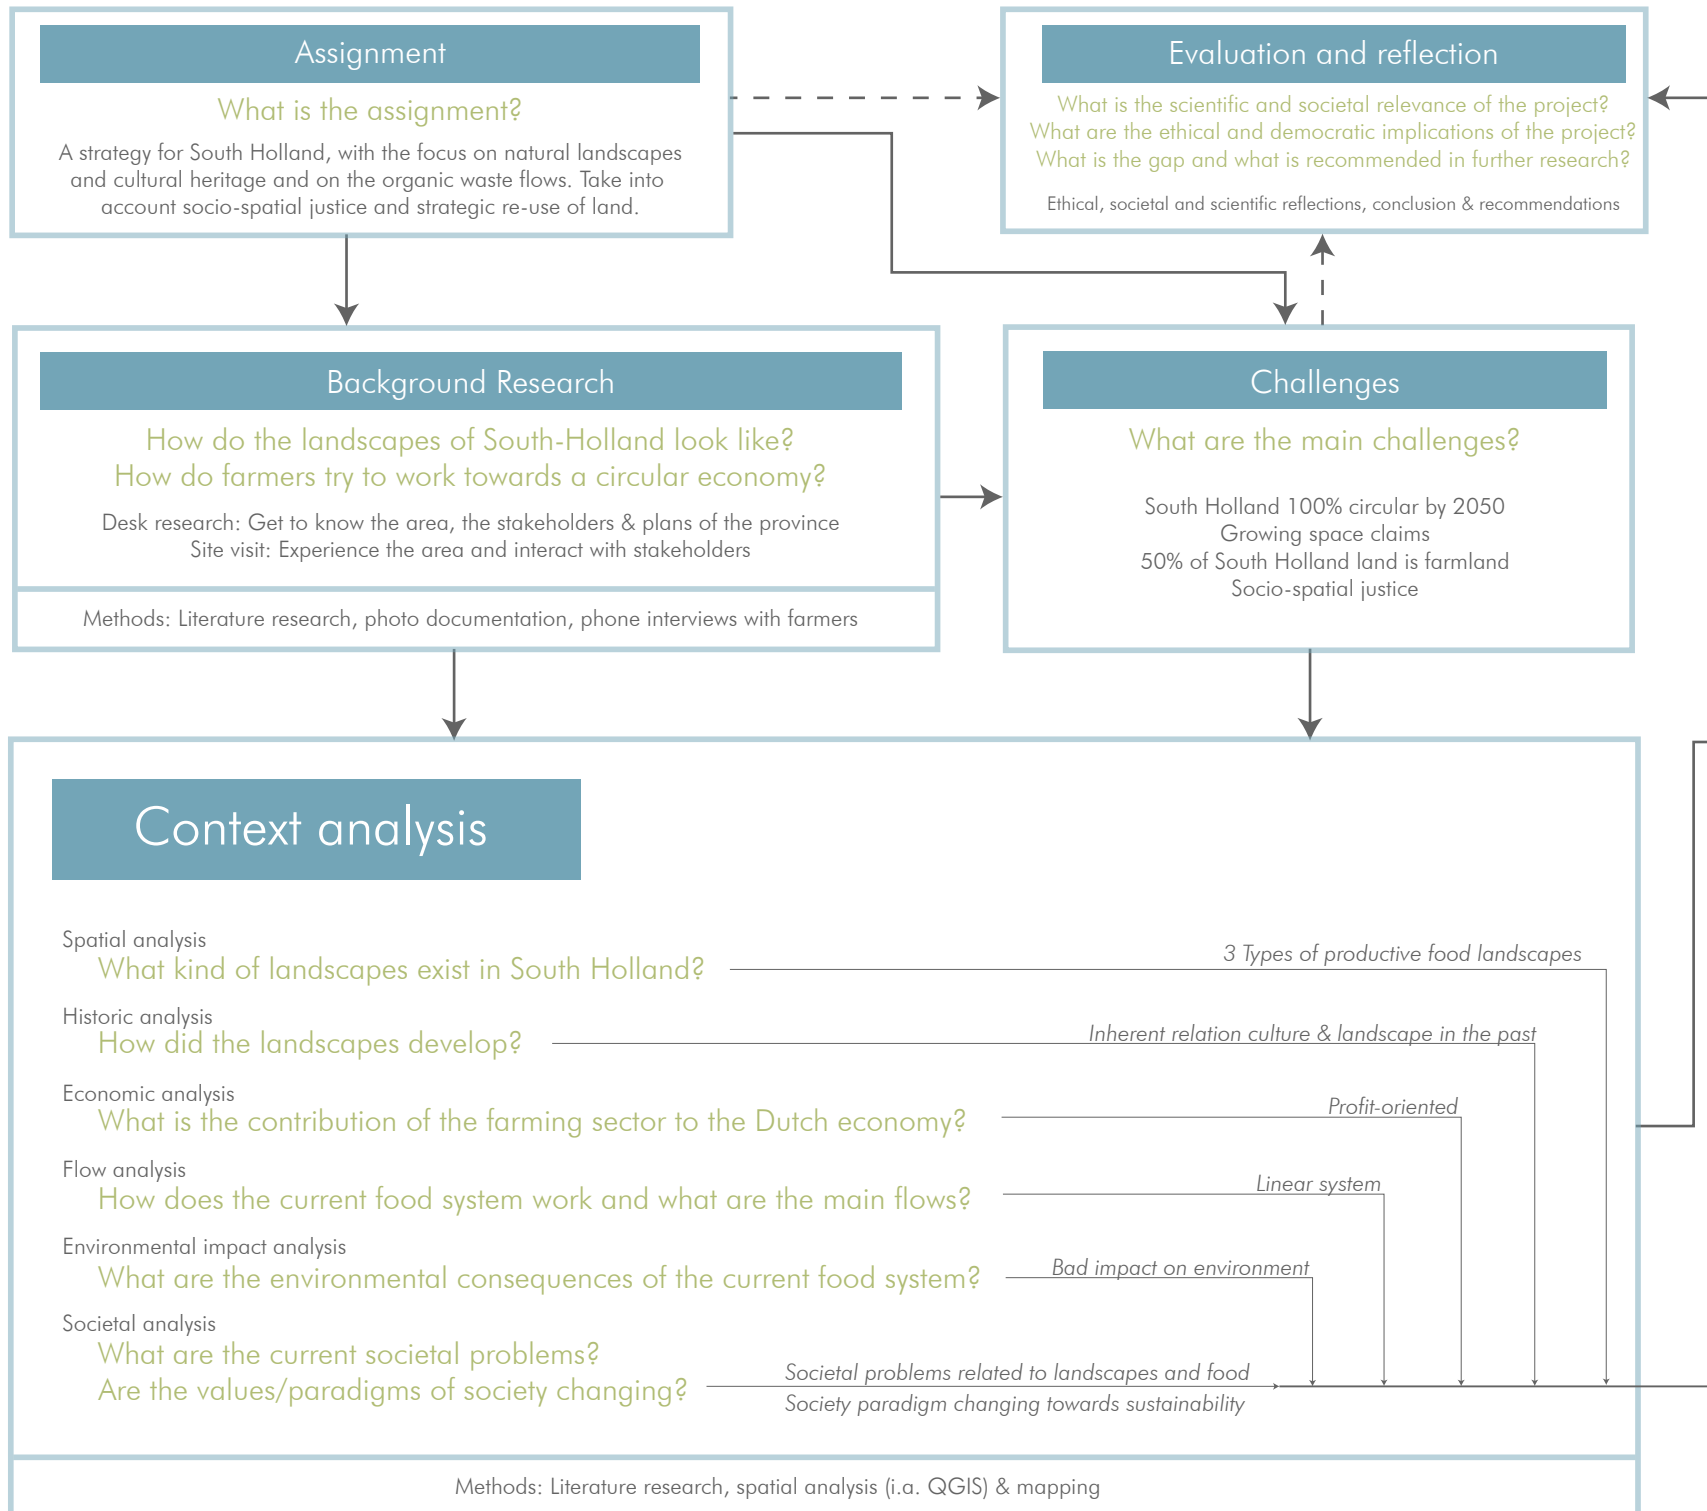 Assignment
What is the assignment?
A strategy for South Holland, with the focus on natural landscapes
and cultural heritage and on the organic waste flows. Take into
account socio-spatial justice and strategic re-use of land.
Evaluation and reflection
What is the scientific and societal relevance of the project?
What are the ethical and democratic implications of the project?
What is the gap and what is recommended in further research?
Ethical, societal and scientific reflections, conclusion & recommendations
Background Research
How do the landscapes of South-Holland look like?
How do farmers try to work towards a circular economy?
Desk research: Get to know the area, the stakeholders & plans of the province
Site visit: Experience the area and interact with stakeholders
Methods: Literature research, photo documentation, phone interviews with farmers
Challenges
What are the main challenges?
South Holland 100% circular by 2050
Growing space claims
50% of South Holland land is farmland
Socio-spatial justice
Context analysis
Spatial analysis
What kind of landscapes exist in South Holland?
3 Types of productive food landscapes
Historic analysis
How did the landscapes develop?
Inherent relation culture & landscape in the past
Economic analysis
What is the contribution of the farming sector to the Dutch economy?
Profit-oriented
Flow analysis
How does the current food system work and what are the main flows?
Linear system
Environmental impact analysis
What are the environmental consequences of the current food system?
Bad impact on environment
Societal analysis
What are the current societal problems?
Are the values/paradigms of society changing?
Societal problems related to landscapes and food
Society paradigm changing towards sustainability
Methods: Literature research, spatial analysis (i.a. QGIS) & mapping